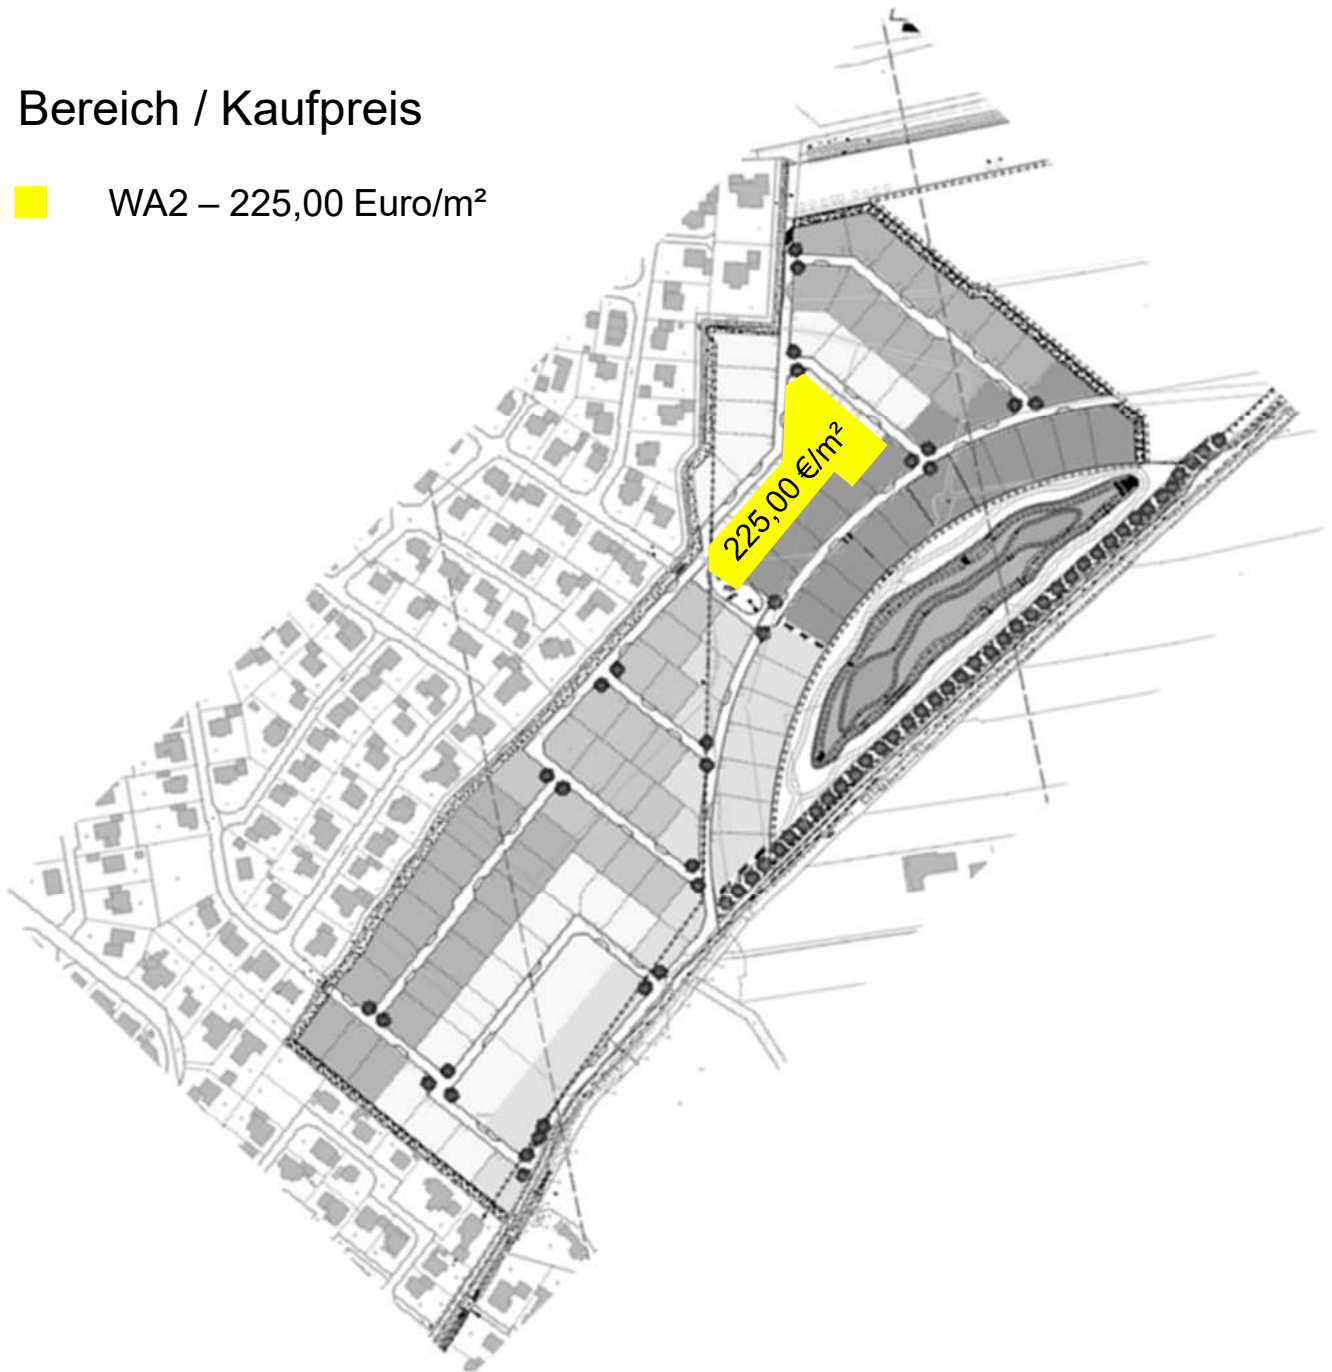 Bereich / Kaufpreis
WA2 – 225,00 Euro/m²
225,00 €/m²